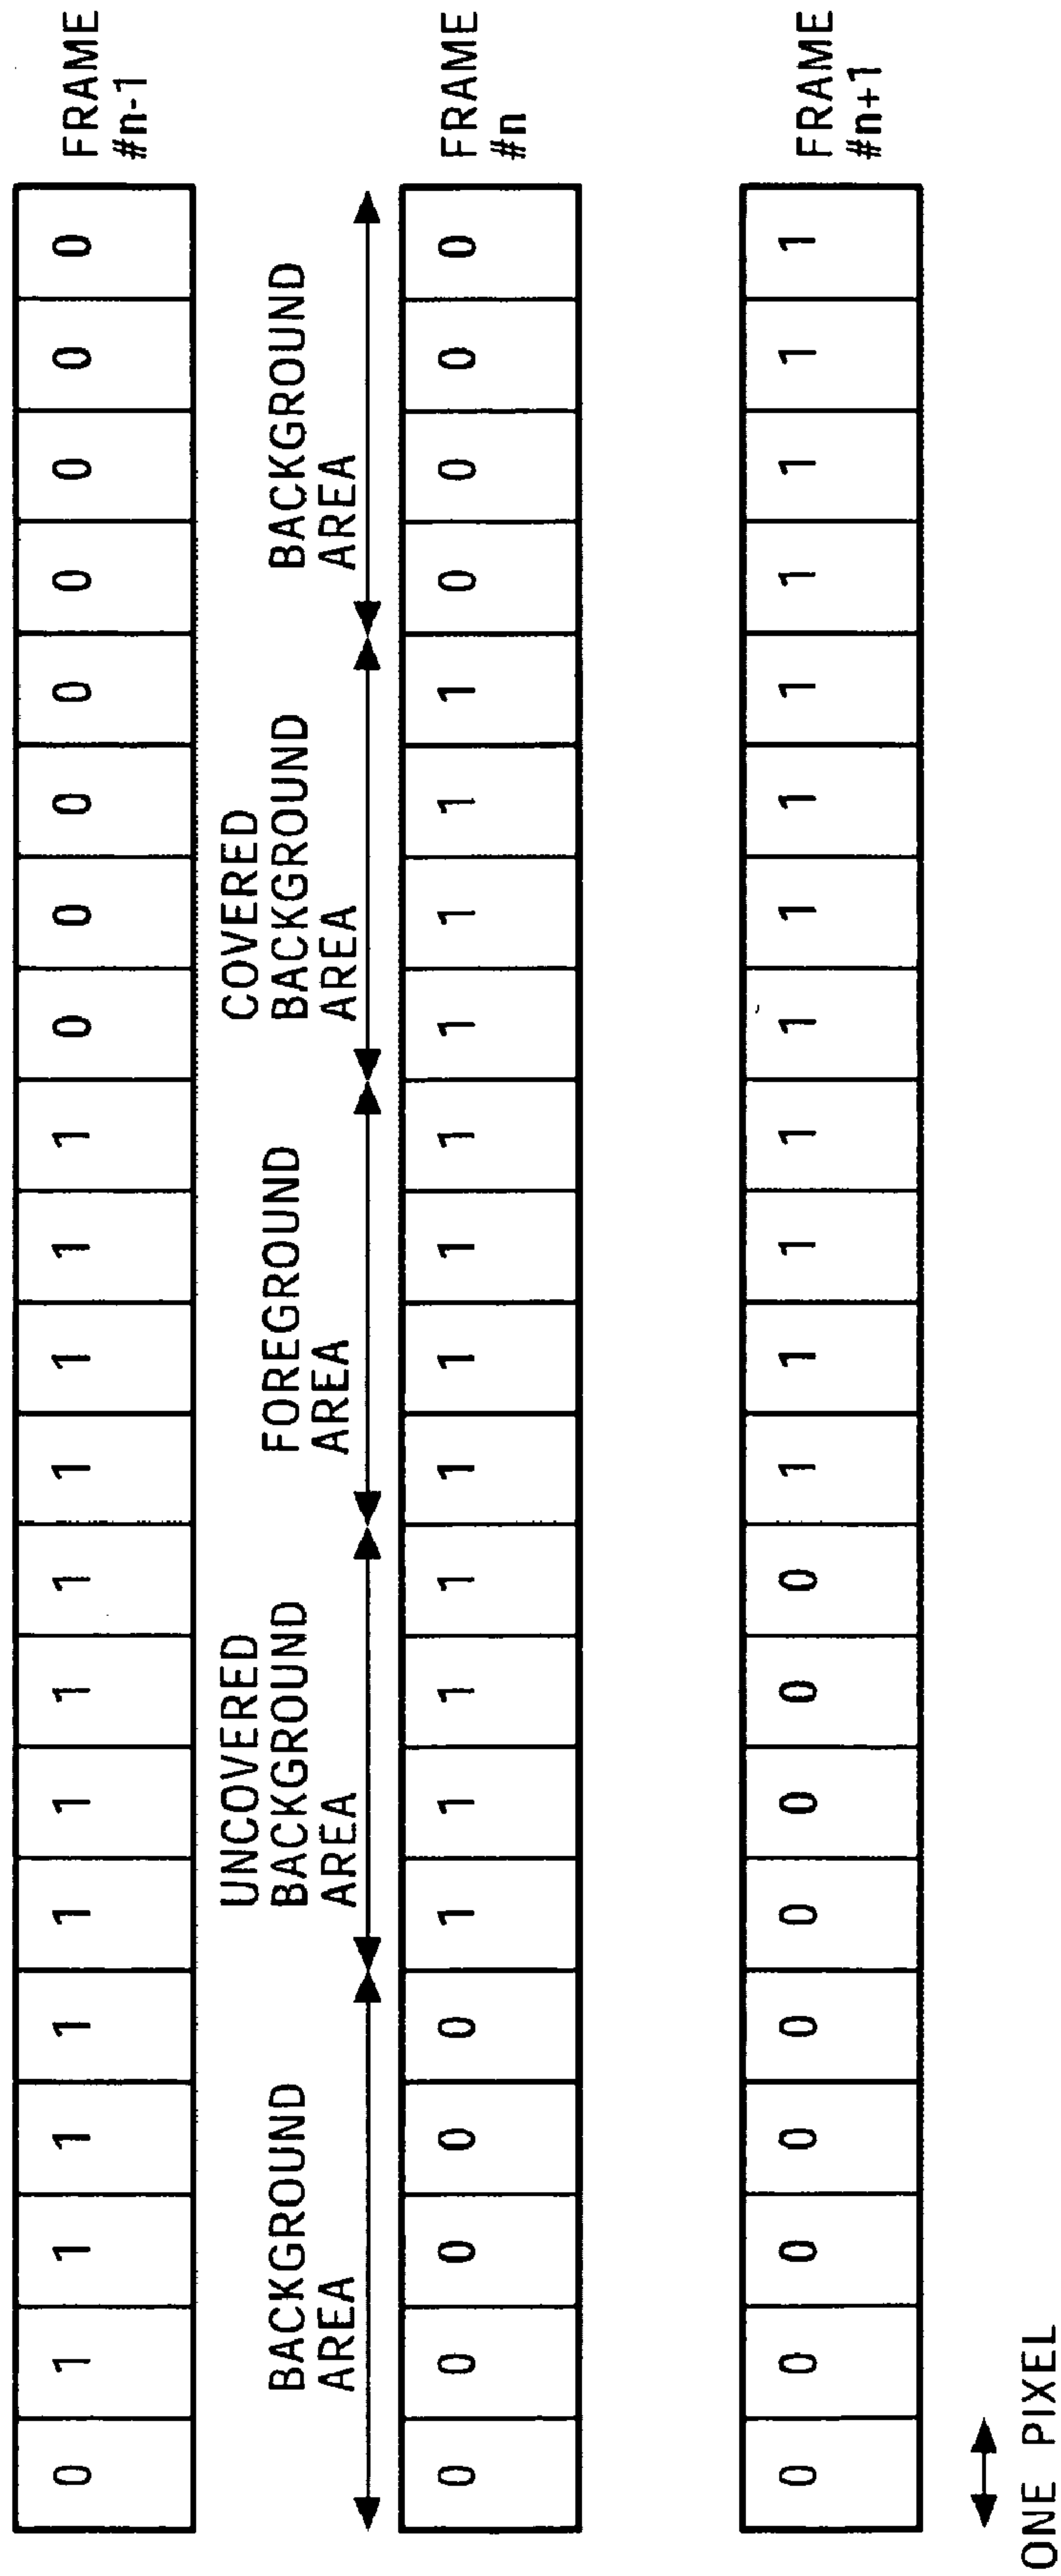 0 1 1 1 1 1 1 1 1 1 1 1 1 0 0 0 0 0 0 0 0
FRAME
#n-1
BACKGROUND
AREA
UNCOVERED
BACKGROUND
AREA
FOREGROUND
AREA
COVERED
BACKGROUND
AREA
BACKGROUND
AREA
0 0 0 0 0 1 1 1 1 1 1 1 1 1 1 1 1 0 0 0 0
FRAME
#n
0 0 0 0 0 0 0 0 0 1 1 1 1 1 1 1 1 1 1 1 1
FRAME
#n+1
ONE PIXEL